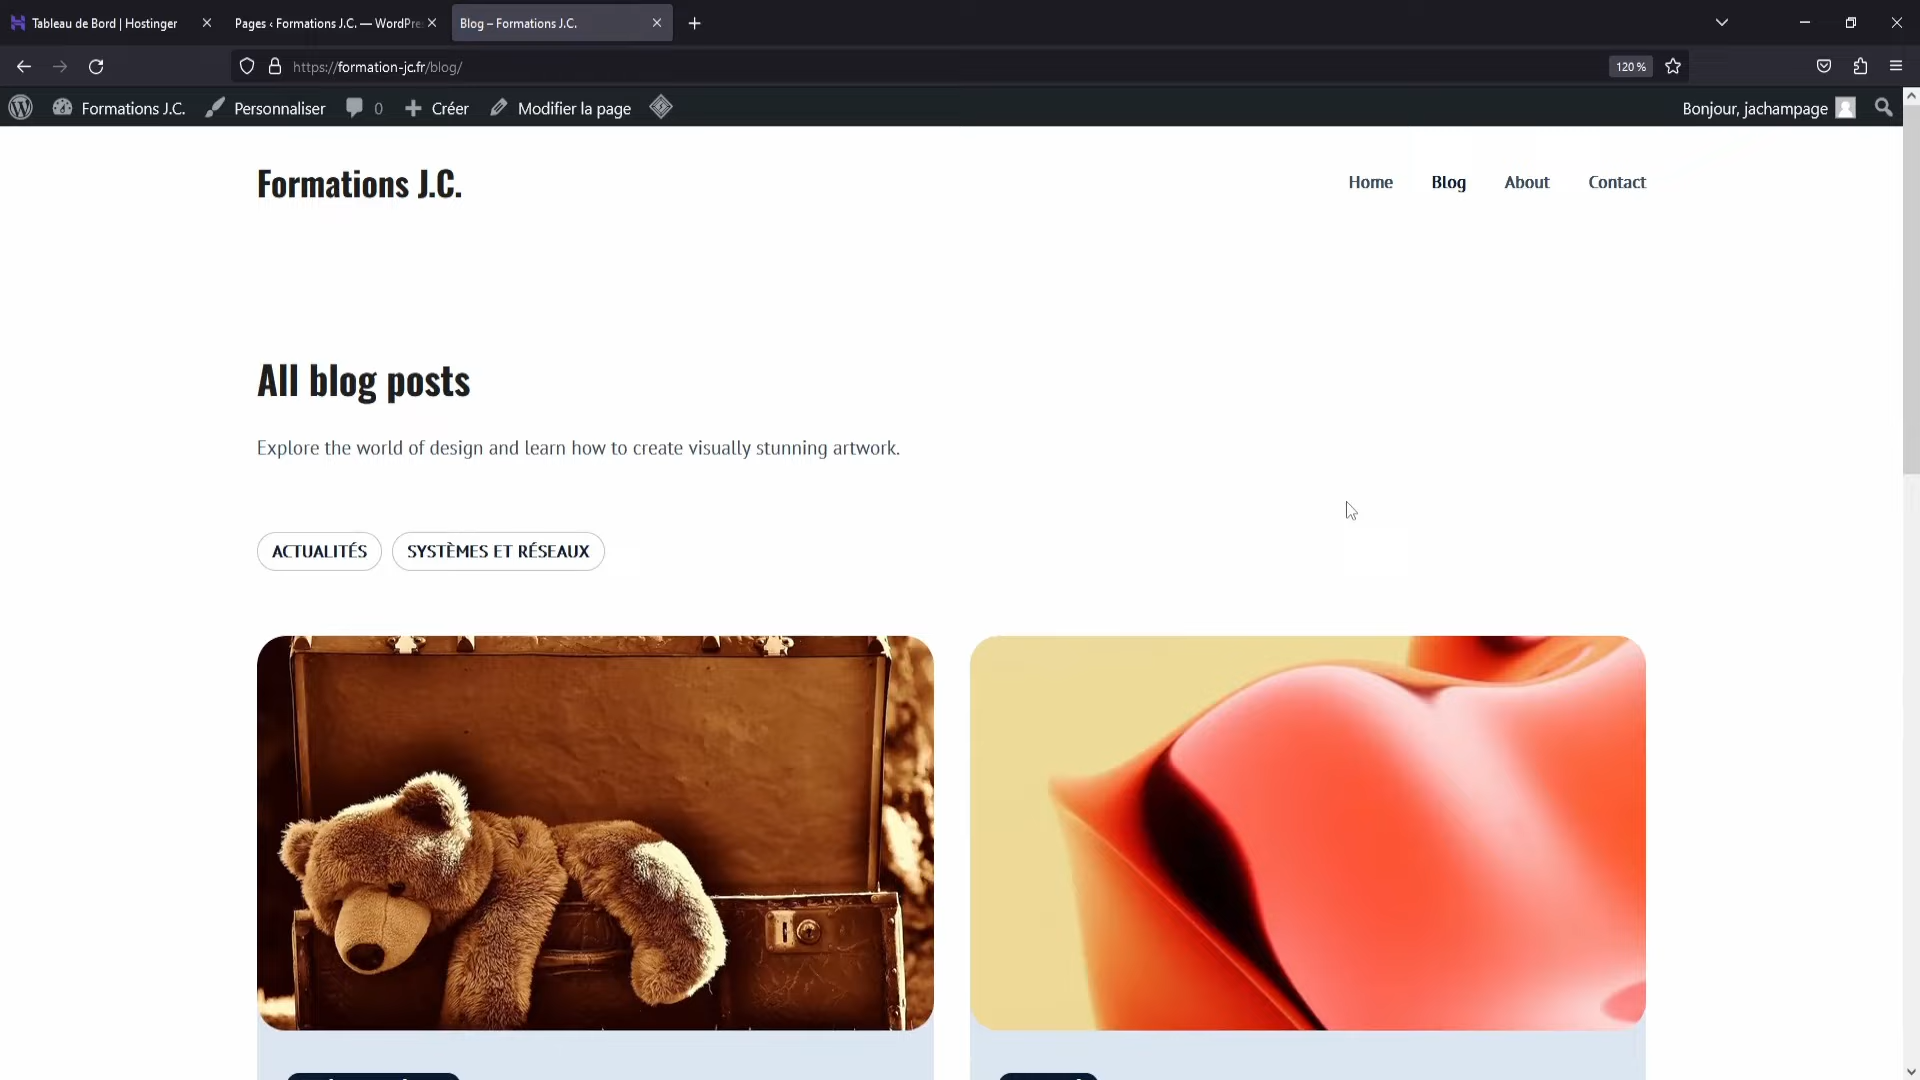 Tableau de Bord | Hostinger
Pages ‹ Formations J.C. — WordPre
Blog – Formations J.C.
https://formation-jc.fr/blog/
120 %
Formations J.C.
Personnaliser
0
Créer
Modifier la page
Bonjour, jachampage
Formations J.C.
Home
Blog
About
Contact
All blog posts
Explore the world of design and learn how to create visually stunning artwork.
ACTUALITÉS
SYSTÈMES ET RÉSEAUX